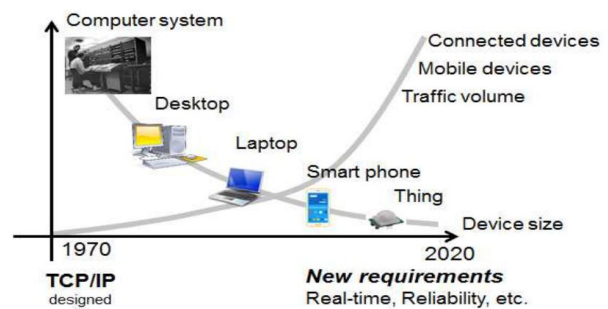 Computer system
Connected devices
Mobile devices
Traffic volume
Desktop
Laptop
Smart phone
Thing
Device size
1970
2020
TCP/IP
designed
New requirements
Real-time, Reliability, etc.